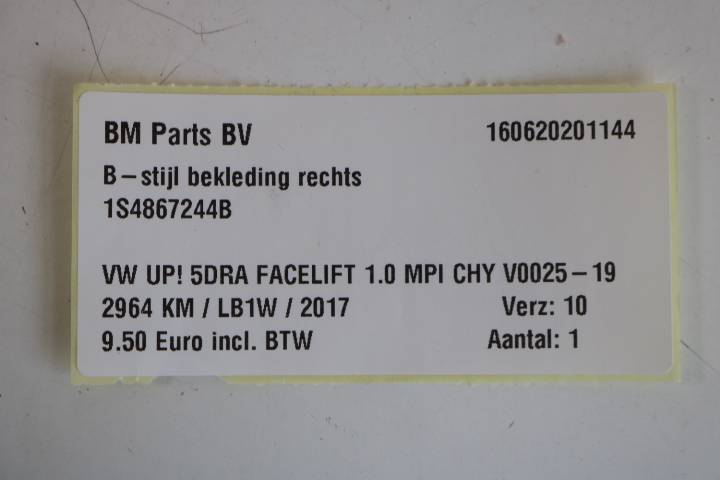 BM Parts BV 160620201144
B-stijl bekleding rechts
1S4867244B
VW UP! 5DRA FACELIFT 1.0 MPI CHY V0025-19
2964 KM / LB1W / 2017 Verz: 10
9.50 Euro incl. BTW Aantal: 1